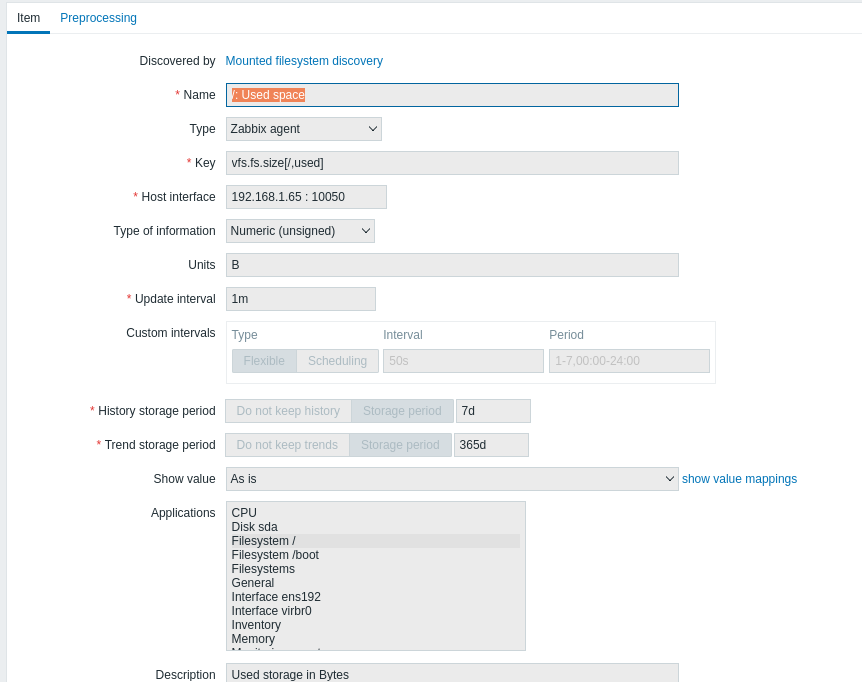 Item Preprocessing
Discovered by Mounted filesystem discovery
* Name /: Used space
Type Zabbix agent
* Key vfs.fs.size[/,used]
* Host interface 192.168.1.65 : 10050
Type of information Numeric (unsigned)
Units B
* Update interval 1m
Custom intervals Type Interval Period
Flexible Scheduling 50s 1-7,00:00-24:00
* History storage period Do not keep history Storage period 7d
* Trend storage period Do not keep trends Storage period 365d
Show value As is show value mappings
Applications CPU
Disk sda
Filesystem /
Filesystem /boot
Filesystems
General
Interface ens192
Interface virbr0
Inventory
Memory
Description Used storage in Bytes